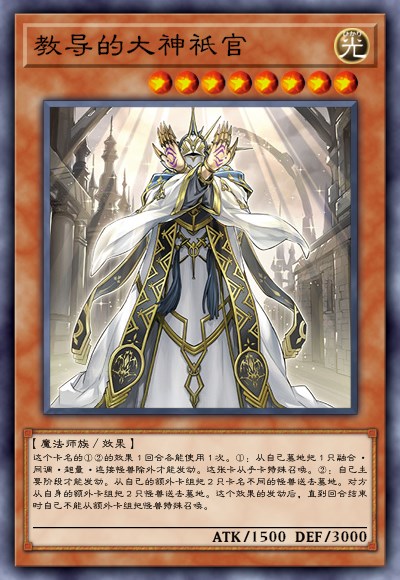 教导的大神祇官
ひかり
光
【魔法师族／效果】
这个卡名的①②的效果1回合各能使用1次。①：从自己墓地把1只融合·
同调·超量·连接怪兽除外才能发动。这张卡从手卡特殊召唤。②：自己主
要阶段才能发动。从自己的额外卡组把2只卡名不同的怪兽送去墓地。对方
从自身的额外卡组把2只怪兽送去墓地。这个效果的发动后，直到回合结束
时自己不能从额外卡组把怪兽特殊召唤。
ATK/1500 DEF/3000